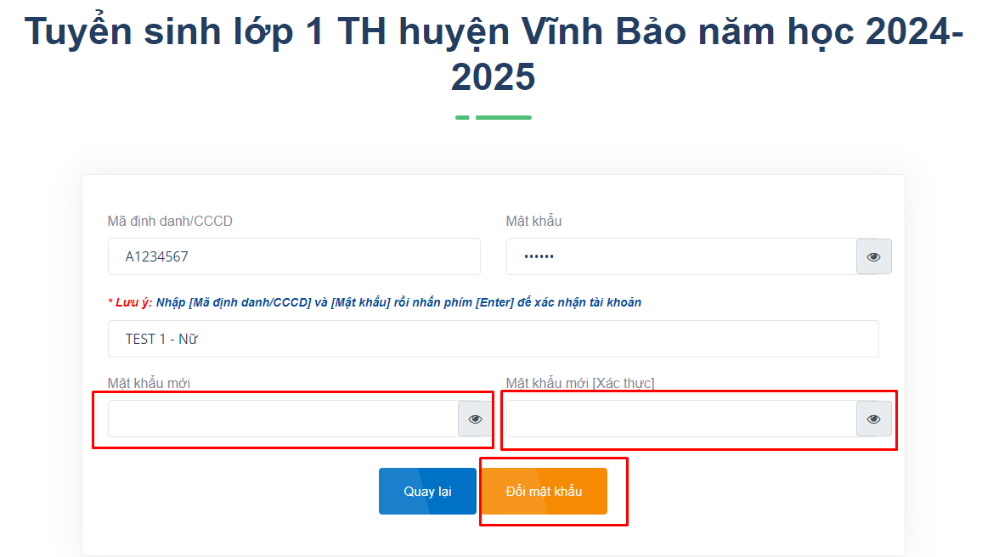 Tuyển sinh lớp 1 TH huyện Vĩnh Bảo năm học 2024-
2025
Mã định danh/CCCD
Mật khẩu
A1234567
••••••
* Lưu ý: Nhập [Mã định danh/CCCD] và [Mật khẩu] rồi nhấn phím [Enter] để xác nhận tài khoản
TEST 1 - Nữ
Mật khẩu mới
Mật khẩu mới [Xác thực]
Quay lại
Đổi mật khẩu